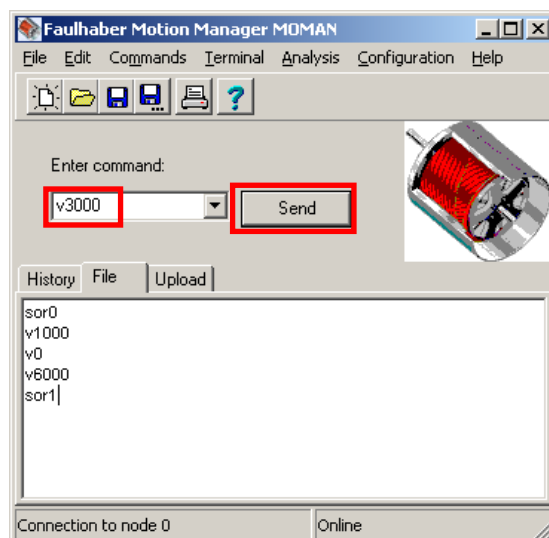 Faulhaber Motion Manager MOMAN
File Edit Commands Terminal Analysis Configuration Help
Enter command:
v3000 Send
History File Upload
sor0
v1000
v0
v6000
sor1
Connection to node 0 Online